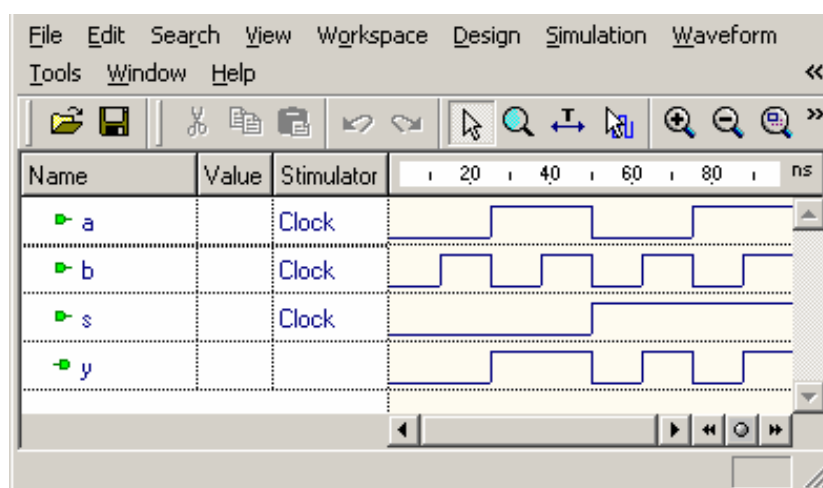 File Edit Search View Workspace Design Simulation Waveform
Tools Window Help
Name Value Stimulator 20 40 60 80 ns
a Clock
b Clock
s Clock
y